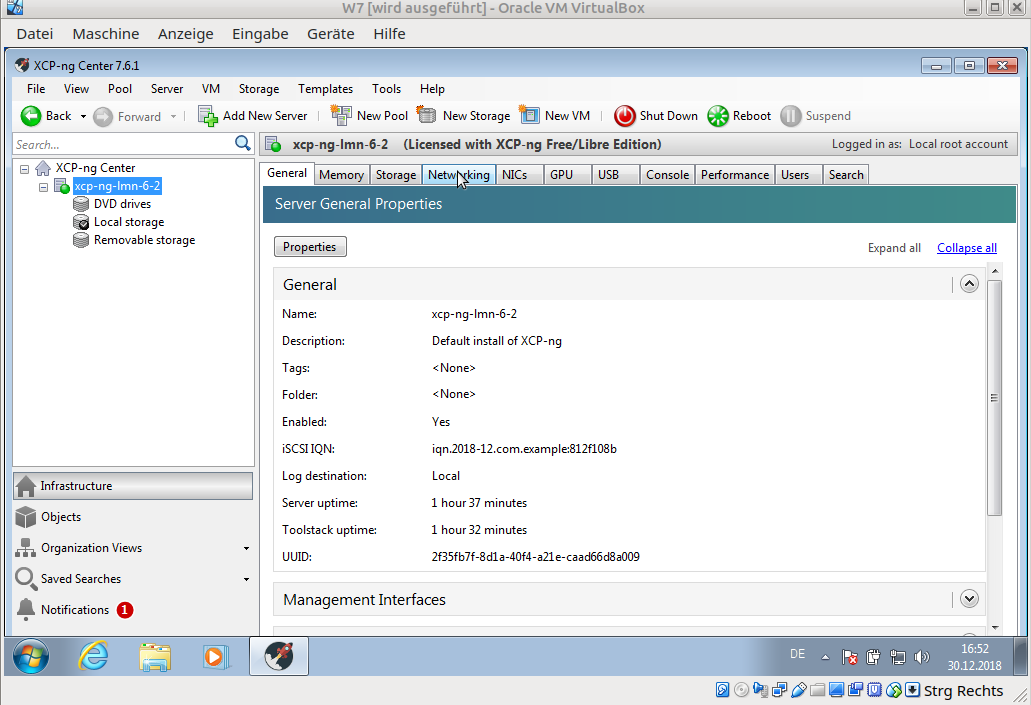 W7 [wird ausgeführt] - Oracle VM VirtualBox
Datei Maschine Anzeige Eingabe Geräte Hilfe
XCP-ng Center 7.6.1
File View Pool Server VM Storage Templates Tools Help
Back Forward Add New Server New Pool New Storage New VM Shut Down Reboot Suspend
Search...
xcp-ng-lmn-6-2 (Licensed with XCP-ng Free/Libre Edition) Logged in as: Local root account
XCP-ng Center
xcp-ng-lmn-6-2
DVD drives
Local storage
Removable storage
General Memory Storage Networking NICs GPU USB Console Performance Users Search
Server General Properties
Properties Expand all Collapse all
General
Name: xcp-ng-lmn-6-2
Description: Default install of XCP-ng
Tags: <None>
Folder: <None>
Enabled: Yes
iSCSI IQN: iqn.2018-12.com.example:812f108b
Log destination: Local
Server uptime: 1 hour 37 minutes
Toolstack uptime: 1 hour 32 minutes
UUID: 2f35fb7f-8d1a-40f4-a21e-caad66d8a009
Management Interfaces
Infrastructure
Objects
Organization Views
Saved Searches
Notifications 1
DE 16:52
30.12.2018
Strg Rechts